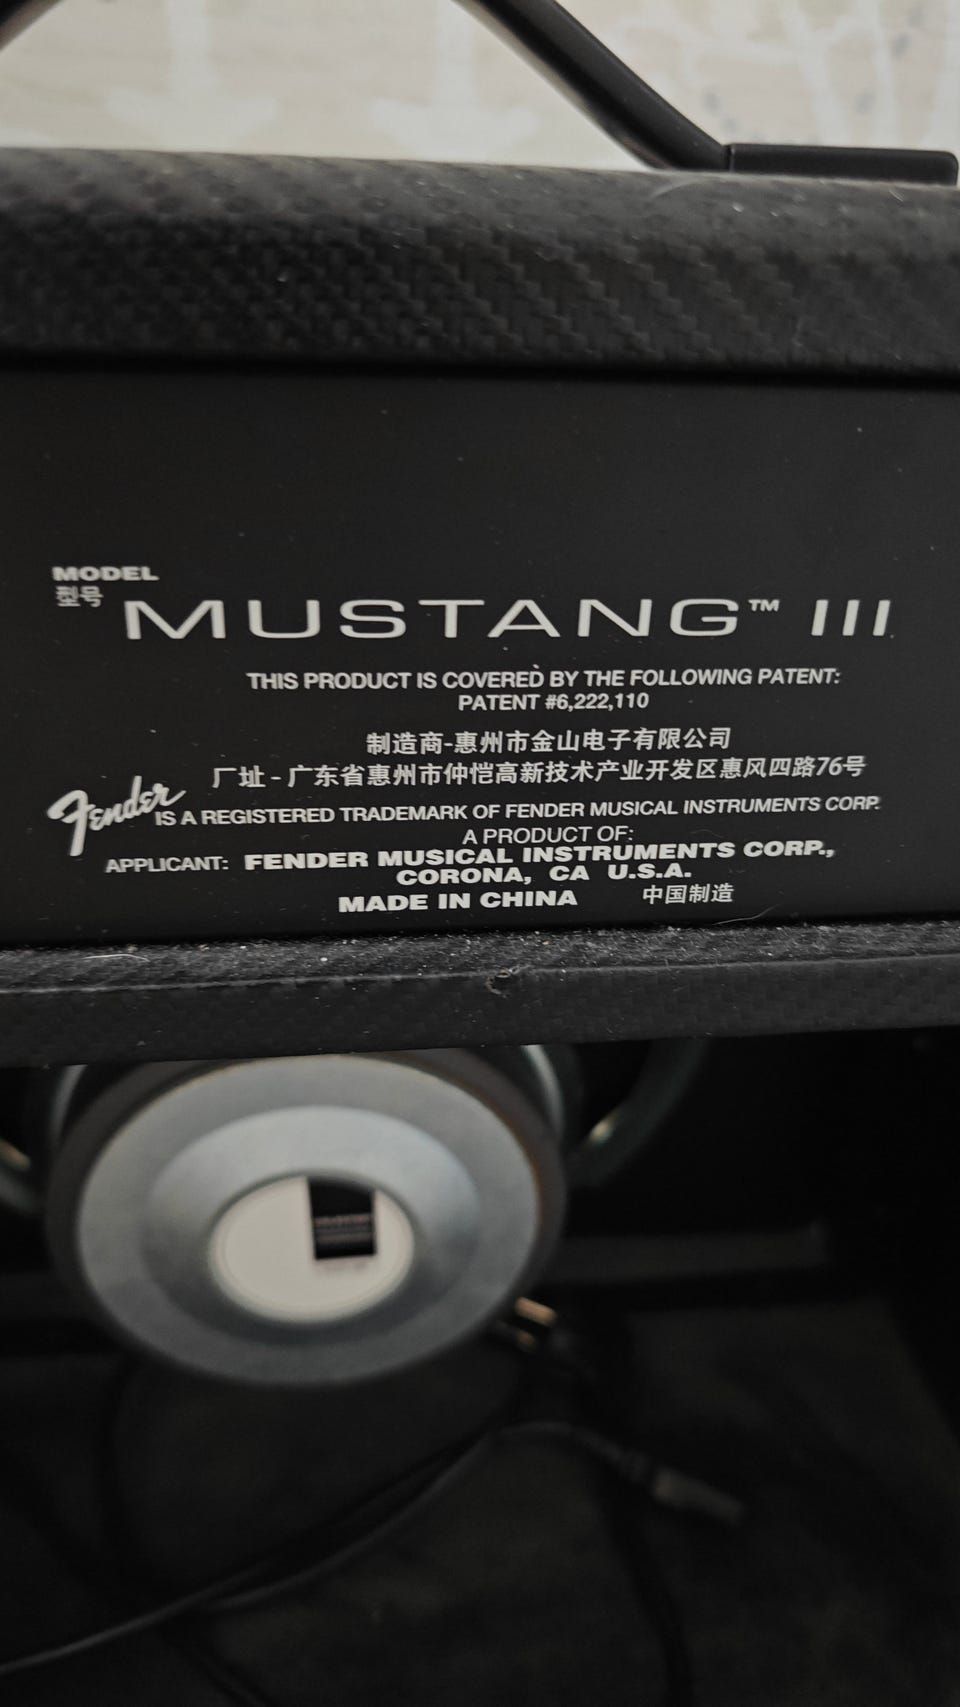 MODEL
型号
MUSTANG™ III
THIS PRODUCT IS COVERED BY THE FOLLOWING PATENT:
PATENT #6,222,110
制造商-惠州市金山电子有限公司
厂址 - 广东省惠州市仲恺高新技术产业开发区惠风四路76号
Fender IS A REGISTERED TRADEMARK OF FENDER MUSICAL INSTRUMENTS CORP.
A PRODUCT OF:
APPLICANT: FENDER MUSICAL INSTRUMENTS CORP.,
CORONA, CA U.S.A.
MADE IN CHINA 中国制造